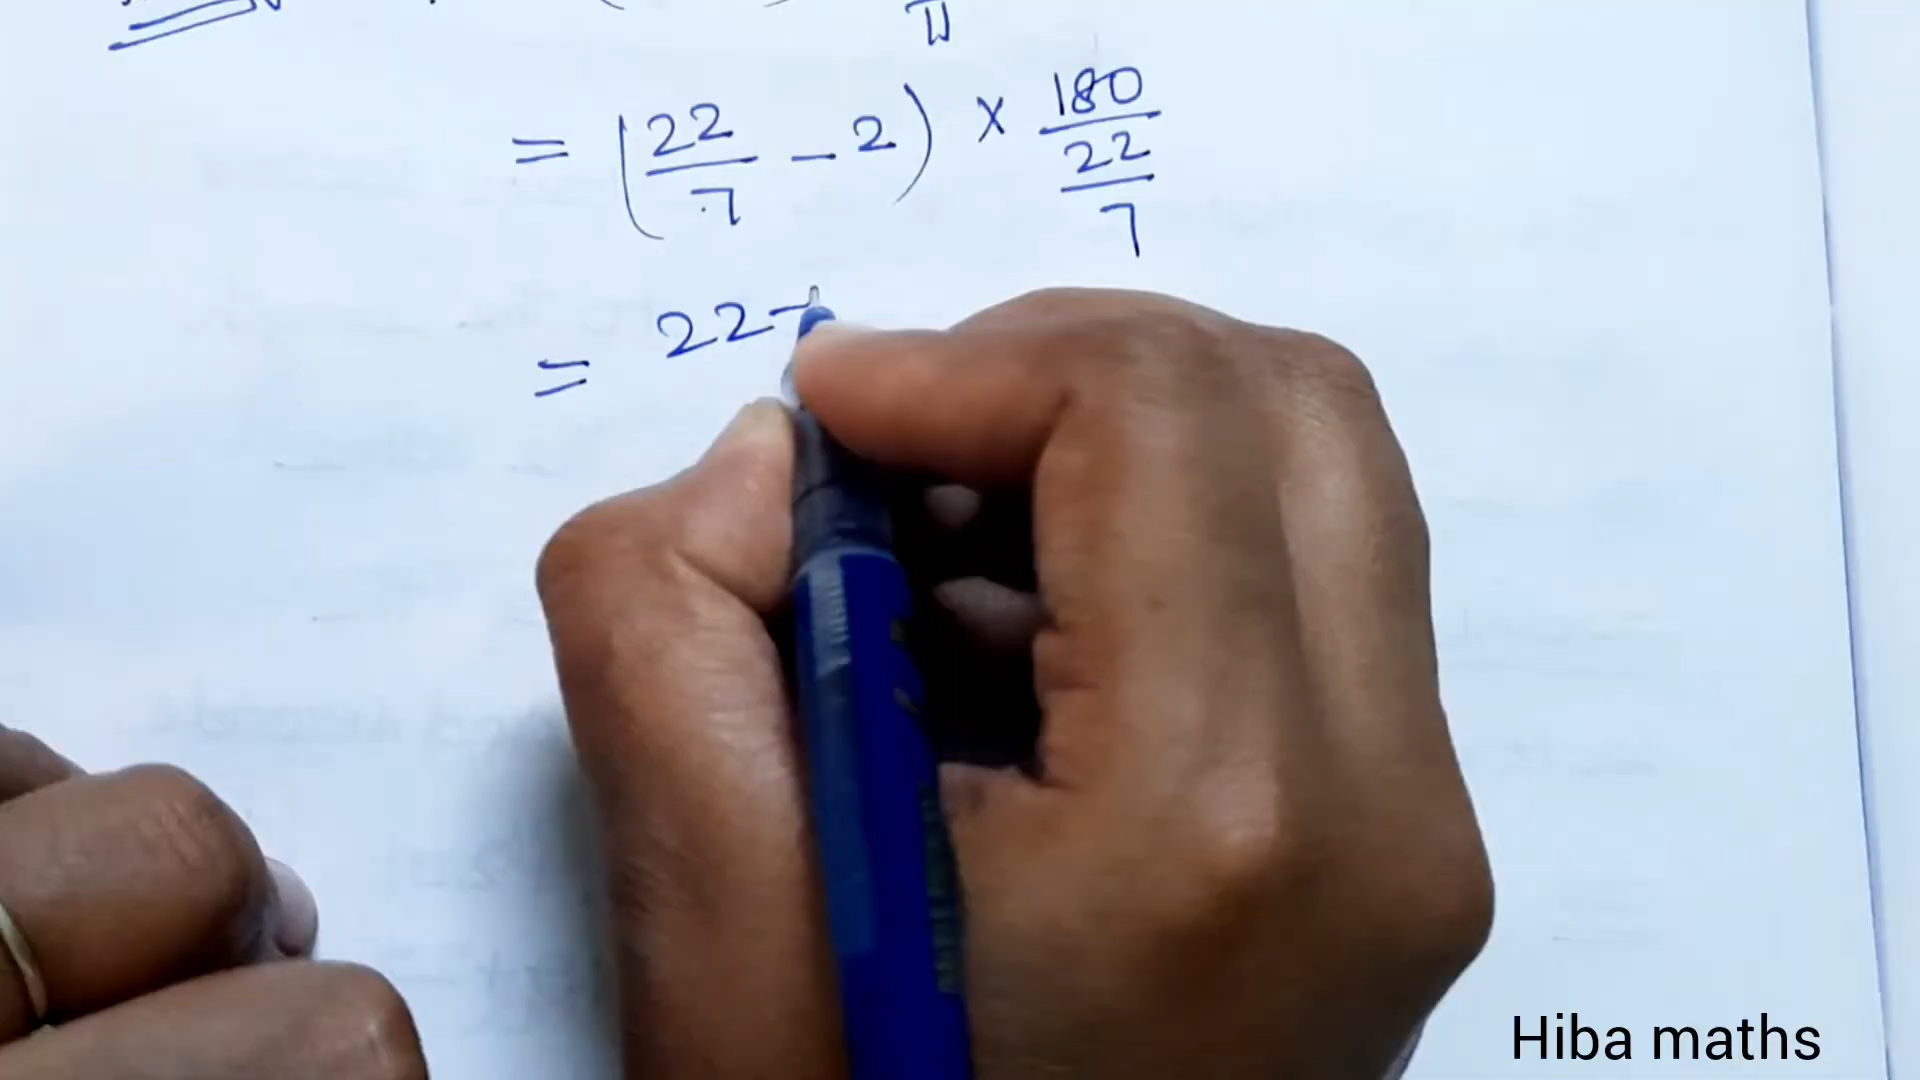 π
= (22/7 - 2) × 180/(22/7)
= 22-
Hiba maths